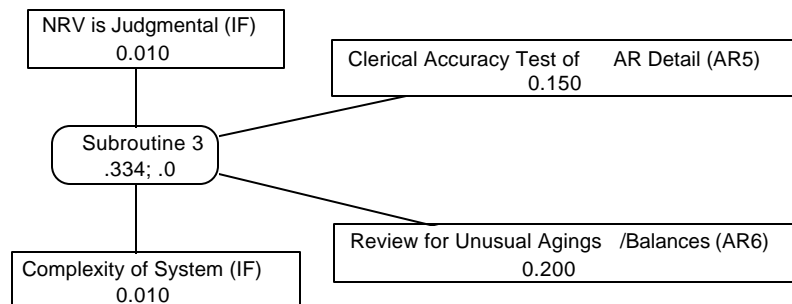 NRV is Judgmental (IF)
0.010
Clerical Accuracy Test of AR Detail (AR5)
0.150
Subroutine 3
.334; .0
Review for Unusual Agings /Balances (AR6)
0.200
Complexity of System (IF)
0.010